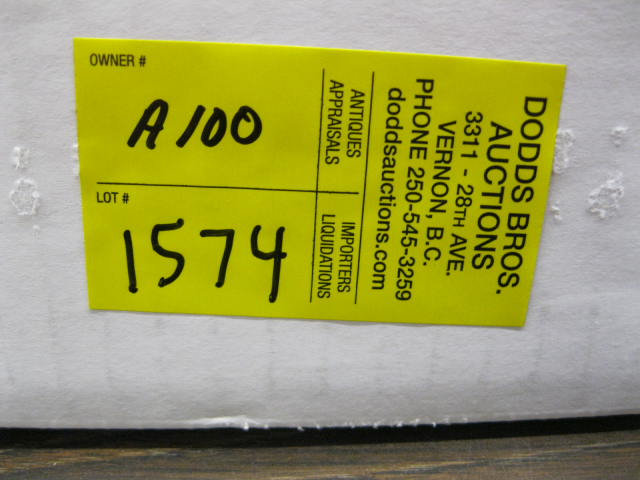 OWNER #
A100
LOT #
1574
ANTIQUES
APPRAISALS
IMPORTERS
LIQUIDATIONS
DODDS BROS.
AUCTIONS
3311 - 28TH AVE.
VERNON, B.C.
PHONE 250-545-3259
doddsauctions.com